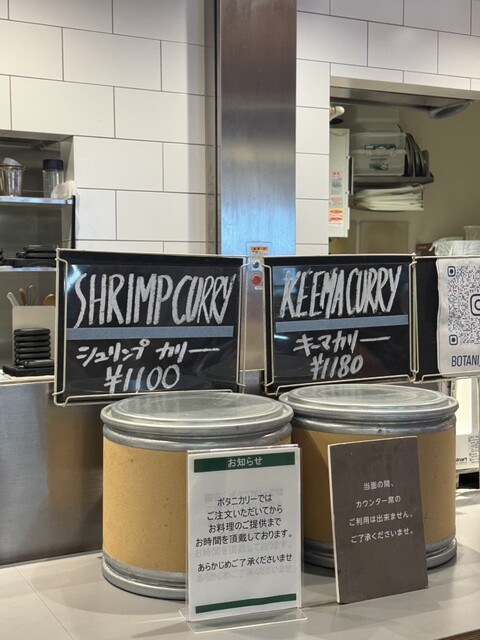 SHRIMP CURRY
シュリンプ カリー
¥1100
KEEMA CURRY
キーマカリー
¥1180
BOTANI
お知らせ
ボタニカリーでは
ご注文いただいてから
お料理のご提供まで
お時間を頂戴しております。
あらかじめご了承くださいませ
当面の間、
カウンター席の
ご利用は出来ません。
ご了承くださいませ。